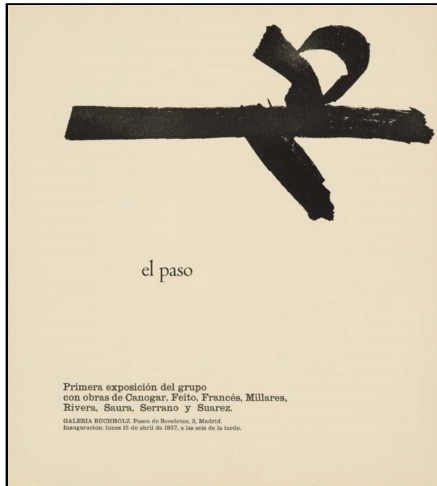 el paso
Primera exposición del grupo
con obras de Canogar, Feito, Francés, Millares,
Rivera, Saura, Serrano y Suarez.
GALERIA BUCHHOLZ. Paseo de Recoletos, 3, Madrid.
Inauguracion: lunes 15 de abril de 1957, a las seis de la tarde.